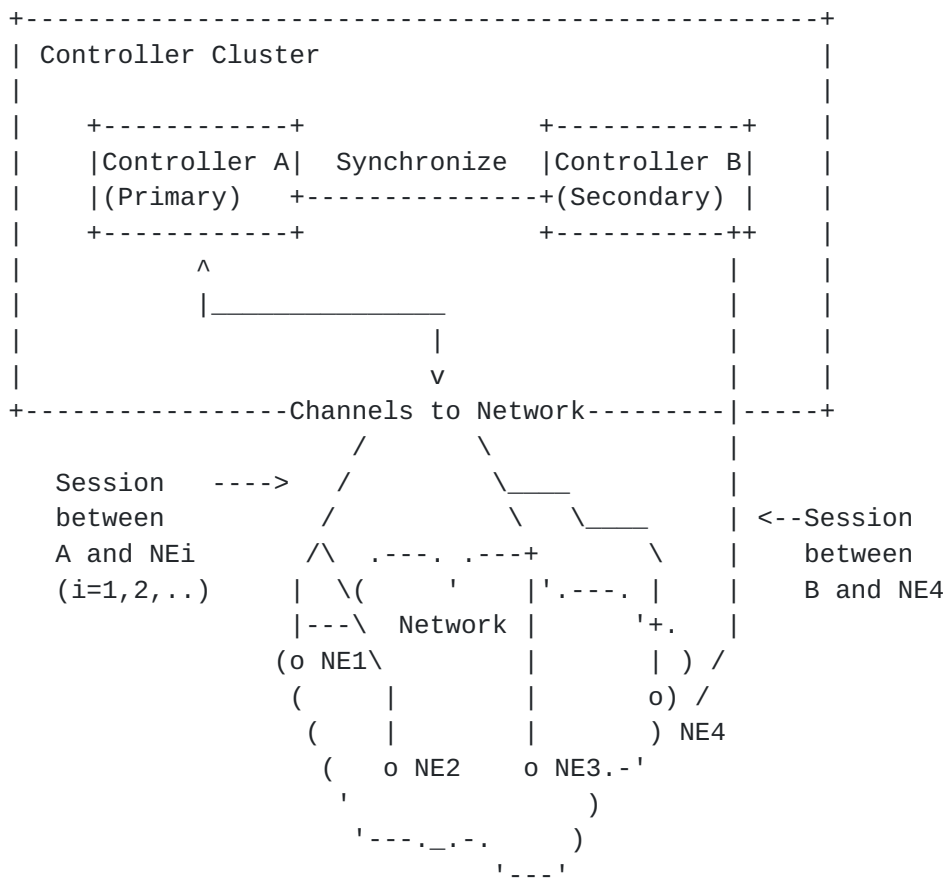 Controller Cluster
Controller A Synchronize Controller B
(Primary) (Secondary)
Channels to Network
Session ---->
between <--Session
A and NEi between
(i=1,2,..) B and NE4
Network
NE1
NE4
NE2 NE3